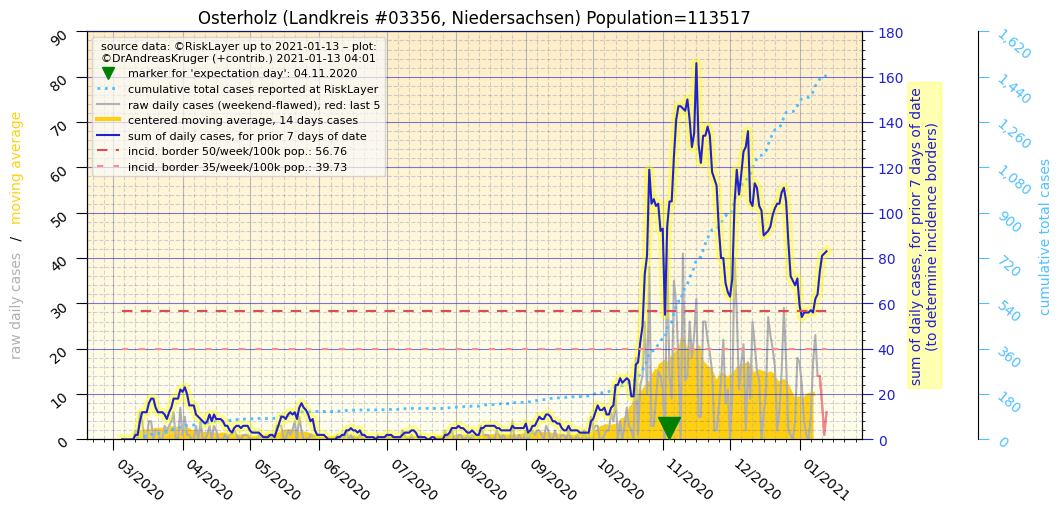 Osterholz (Landkreis #03356, Niedersachsen) Population=113517
source data: ©RiskLayer up to 2021-01-13 – plot:
©DrAndreasKruger (+contrib.) 2021-01-13 04:01
marker for 'expectation day': 04.11.2020
cumulative total cases reported at RiskLayer
raw daily cases (weekend-flawed), red: last 5
centered moving average, 14 days cases
sum of daily cases, for prior 7 days of date
incid. border 50/week/100k pop.: 56.76
incid. border 35/week/100k pop.: 39.73
raw daily cases / moving average
90
80
70
60
50
40
30
20
10
0
03/2020
04/2020
05/2020
06/2020
07/2020
08/2020
09/2020
10/2020
11/2020
12/2020
01/2021
180
160
140
120
100
80
60
40
20
0
sum of daily cases, for prior 7 days of date
(to determine incidence borders)
1,620
1,440
1,260
1,080
900
720
540
360
180
0
cumulative total cases